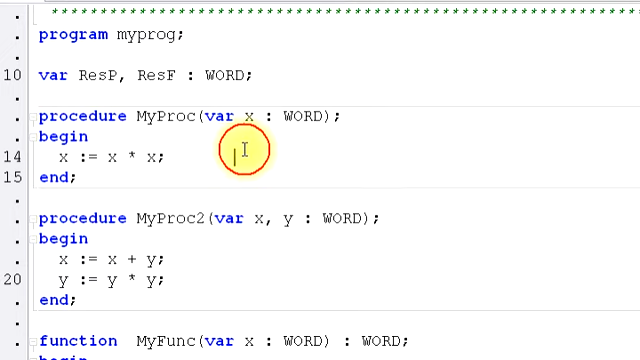 ************************************************************
program myprog;
10 var ResP, ResF : WORD;
procedure MyProc(var x : WORD);
begin
14 x := x * x;
15 end;
procedure MyProc2(var x, y : WORD);
begin
x := x + y;
20 y := y * y;
end;
function MyFunc(var x : WORD) : WORD;
begin